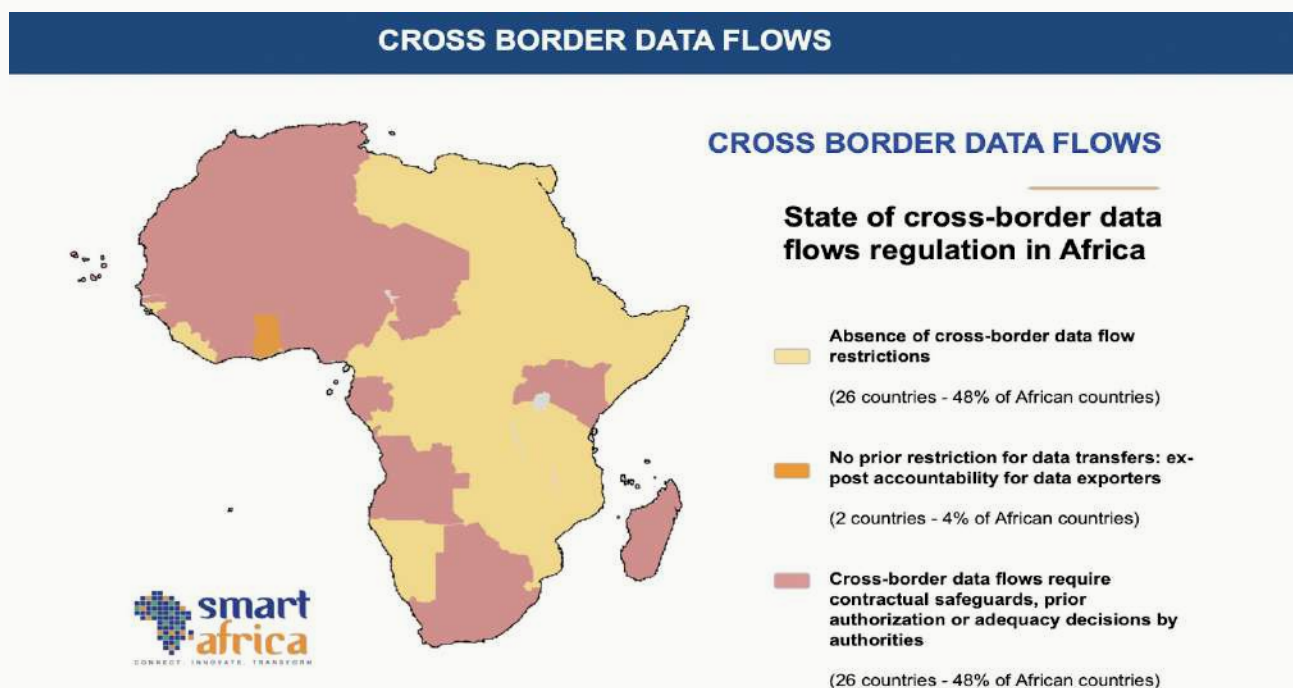 CROSS BORDER DATA FLOWS
CROSS BORDER DATA FLOWS
State of cross-border data
flows regulation in Africa
Absence of cross-border data flow
restrictions
(26 countries - 48% of African countries)
No prior restriction for data transfers: ex-
post accountability for data exporters
(2 countries - 4% of African countries)
Cross-border data flows require
contractual safeguards, prior
authorization or adequacy decisions by
authorities
(26 countries - 48% of African countries)
smart
africa
CONNECT. INNOVATE. TRANSFORM